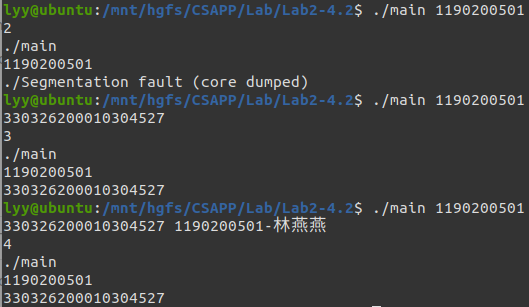 lyy@ubuntu:/mnt/hgfs/CSAPP/Lab/Lab2-4.2$ ./main 1190200501
2
./main
1190200501
./Segmentation fault (core dumped)
lyy@ubuntu:/mnt/hgfs/CSAPP/Lab/Lab2-4.2$ ./main 1190200501
330326200010304527
3
./main
1190200501
330326200010304527
lyy@ubuntu:/mnt/hgfs/CSAPP/Lab/Lab2-4.2$ ./main 1190200501
330326200010304527 1190200501-林燕燕
4
./main
1190200501
330326200010304527